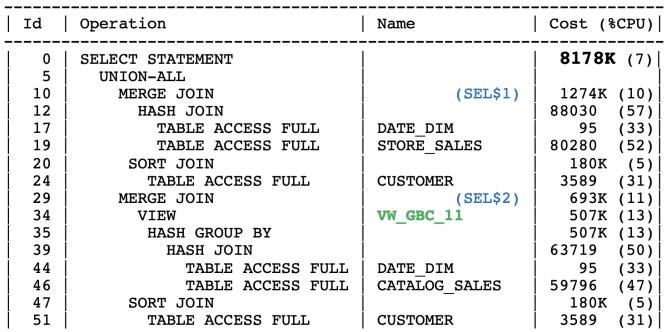 | Id | Operation | Name | Cost (%CPU)|
| 0 | SELECT STATEMENT | | 8178K (7)|
| 5 | UNION-ALL | | |
| 10 | MERGE JOIN | (SEL$1) | 1274K (10)|
| 12 | HASH JOIN | | 88030 (57)|
| 17 | TABLE ACCESS FULL | DATE_DIM | 95 (33)|
| 19 | TABLE ACCESS FULL | STORE_SALES | 80280 (52)|
| 20 | SORT JOIN | | 180K (5)|
| 24 | TABLE ACCESS FULL | CUSTOMER | 3589 (31)|
| 29 | MERGE JOIN | (SEL$2) | 693K (11)|
| 34 | VIEW | VW_GBC_11 | 507K (13)|
| 35 | HASH GROUP BY | | 507K (13)|
| 39 | HASH JOIN | | 63719 (50)|
| 44 | TABLE ACCESS FULL | DATE_DIM | 95 (33)|
| 46 | TABLE ACCESS FULL | CATALOG_SALES | 59796 (47)|
| 47 | SORT JOIN | | 180K (5)|
| 51 | TABLE ACCESS FULL | CUSTOMER | 3589 (31)|